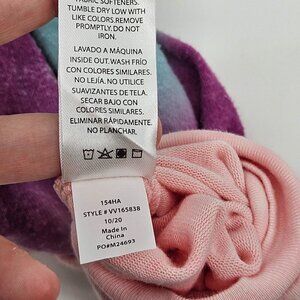 FABRIC SOFTENERS.
TUMBLE DRY LOW WITH
LIKE COLORS.REMOVE
PROMPTLY.
DO NOT IRON.
LAVADO A MÁQUINA
INSIDE OUT.WASH FRÍO
CON COLORES SIMILARES.
NO LEJÍA. NO UTILICE
SUAVIZANTES DE TELA.
SECAR BAJO CON
COLORES SIMILARES.
ELIMINAR RÁPIDAMENTE.
NO PLANCHAR.
154HA
STYLE # VV165838
10/20
Made In
China
PO#M24693